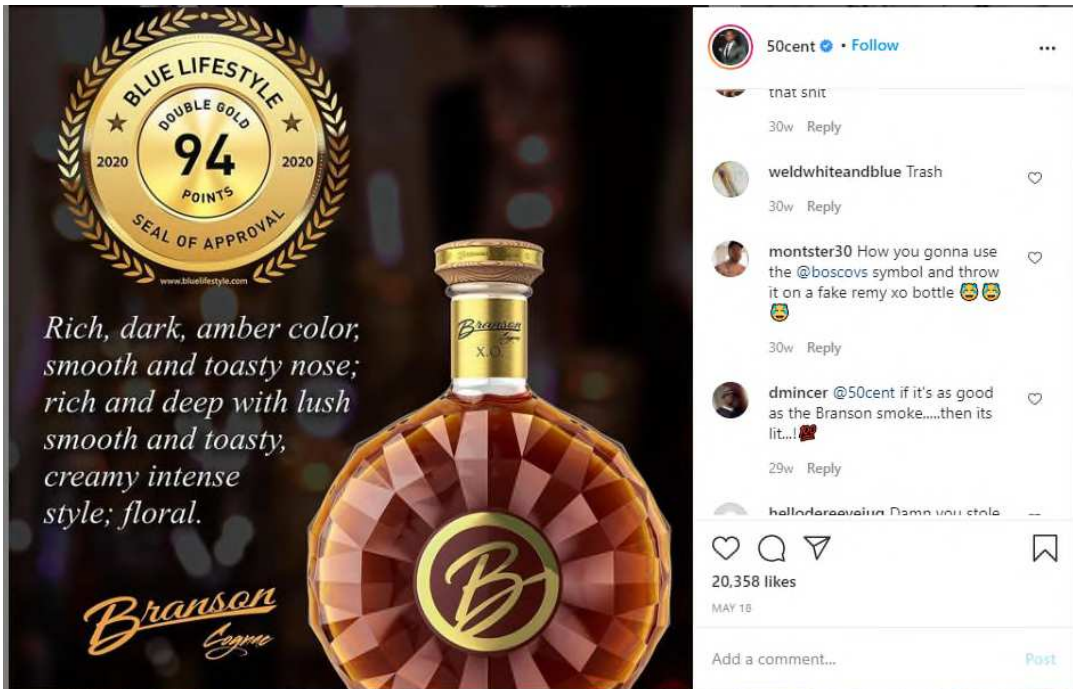 BLUE LIFESTYLE
DOUBLE GOLD
94
2020 2020
POINTS
SEAL OF APPROVAL
www.bluelifestyle.com
Rich, dark, amber color,
smooth and toasty nose;
rich and deep with lush
smooth and toasty,
creamy intense
style; floral.
Branson
Cognac
Branson
Cognac
X.O.
B
50cent • Follow
that shit
30w Reply
weldwhiteandblue Trash
30w Reply
montster30 How you gonna use
the @boscovs symbol and throw
it on a fake remy xo bottle
30w Reply
dmincer @50cent if it's as good
as the Branson smoke.....then its
lit...!💯
29w Reply
hellodereeyejug Damn you stole
20,358 likes
MAY 18
Add a comment... Post